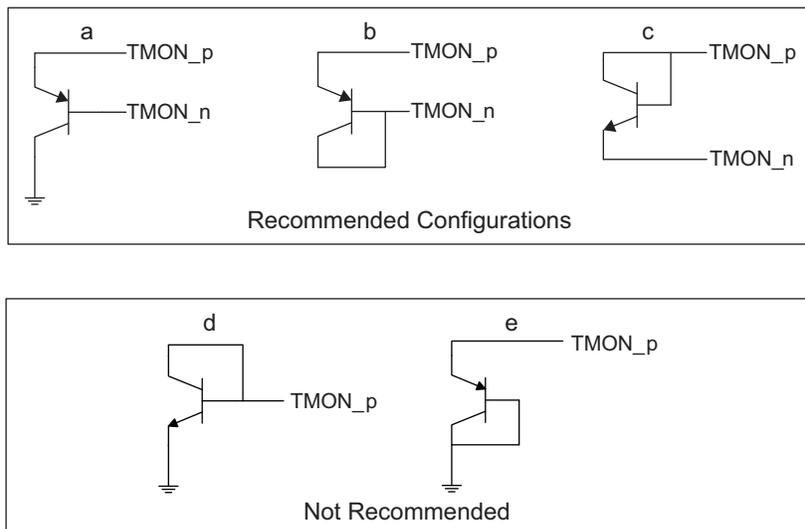 a
b
c
TMON_p
TMON_p
TMON_p
TMON_n
TMON_n
TMON_n
Recommended Configurations
d
e
TMON_p
TMON_p
Not Recommended